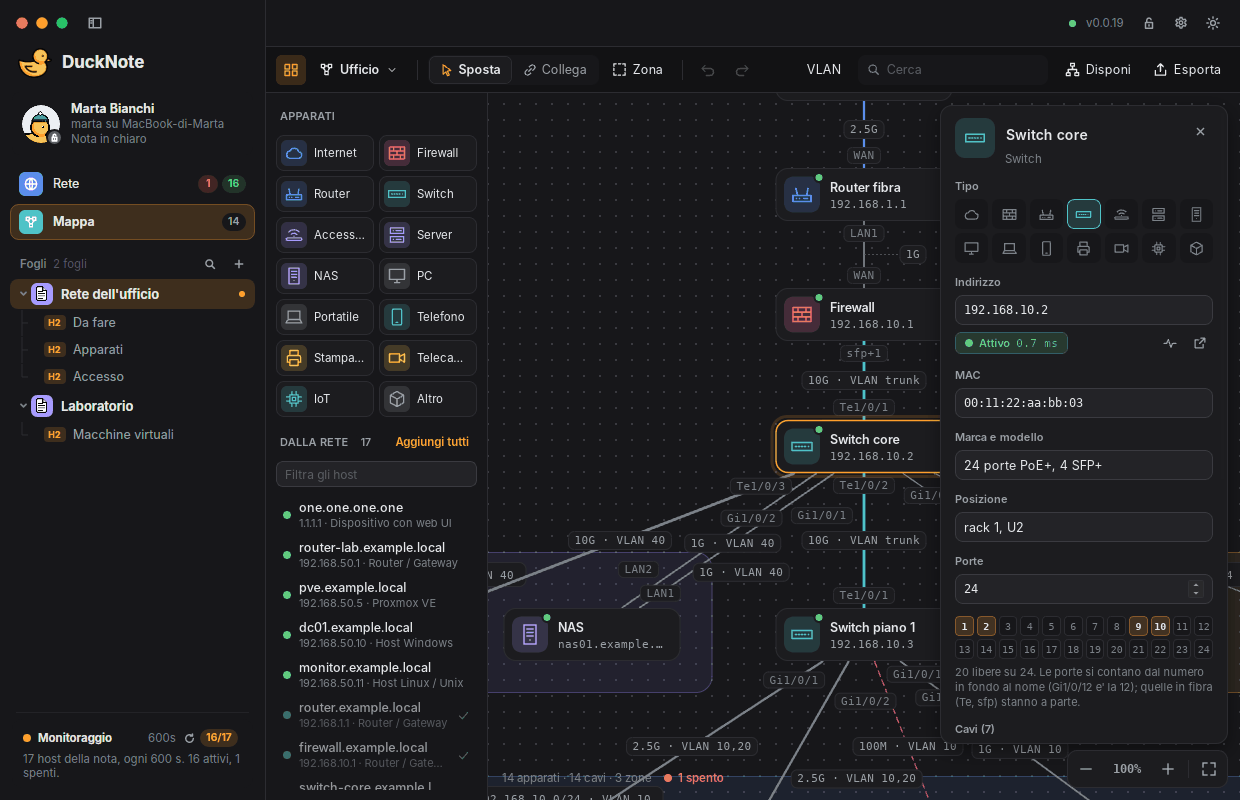 v0.0.19
DuckNote
Marta Bianchi
marta su MacBook-di-Marta
Nota in chiaro
Rete
1
16
Mappa
14
Fogli 2 fogli
Rete dell'ufficio
H2 Da fare
H2 Apparati
H2 Accesso
Laboratorio
H2 Macchine virtuali
Monitoraggio 600s 16/17
17 host della nota, ogni 600 s. 16 attivi, 1
spenti.
Ufficio
Sposta
Collega
Zona
VLAN
Cerca
Disponi
Esporta
APPARATI
Internet
Firewall
Router
Switch
Access...
Server
NAS
PC
Portatile
Telefono
Stampa...
Teleca...
IoT
Altro
DALLA RETE 17 Aggiungi tutti
Filtra gli host
one.one.one.one
1.1.1.1 · Dispositivo con web UI
router-lab.example.local
192.168.50.1 · Router / Gateway
pve.example.local
192.168.50.5 · Proxmox VE
dc01.example.local
192.168.50.10 · Host Windows
monitor.example.local
192.168.50.11 · Host Linux / Unix
router.example.local
192.168.1.1 · Router / Gateway
firewall.example.local
192.168.10.1 · Router / Gate...
switch-core.example.l
2.5G
WAN
Router fibra
192.168.1.1
LAN1
1G
WAN
Firewall
192.168.10.1
sfp+1
10G · VLAN trunk
Te1/0/1
Switch core
192.168.10.2
Te1/0/3
Te1/0/2
Gi1/0
Gi1/0/2
Gi1/0/1
10G · VLAN 40
1G · VLAN 40
10G · VLAN trunk
N 40
LAN2
1G · VLAN 40
LAN1
Te1/0/1
NAS
nas01.example....
Switch piano 1
192.168.10.3
Gi1/0/1
Gi1/0/1
Gi1/0/2
Gi1
2.5G · VLAN 10,20
100M · VLAN 10
1G · VLAN 10
2.5G · VLAN 10,20
14 apparati · 14 cavi · 3 zone
1 spento
2.168.10.0/24 · VLAN 10
100%
Switch core
Switch
Tipo
Indirizzo
192.168.10.2
Attivo 0.7 ms
MAC
00:11:22:aa:bb:03
Marca e modello
24 porte PoE+, 4 SFP+
Posizione
rack 1, U2
Porte
24
1 2 3 4 5 6 7 8 9 10 11 12
13 14 15 16 17 18 19 20 21 22 23 24
20 libere su 24. Le porte si contano dal numero
in fondo al nome (Gi1/0/12 e' la 12); quelle in fibra
(Te, sfp) stanno a parte.
Cavi (7)